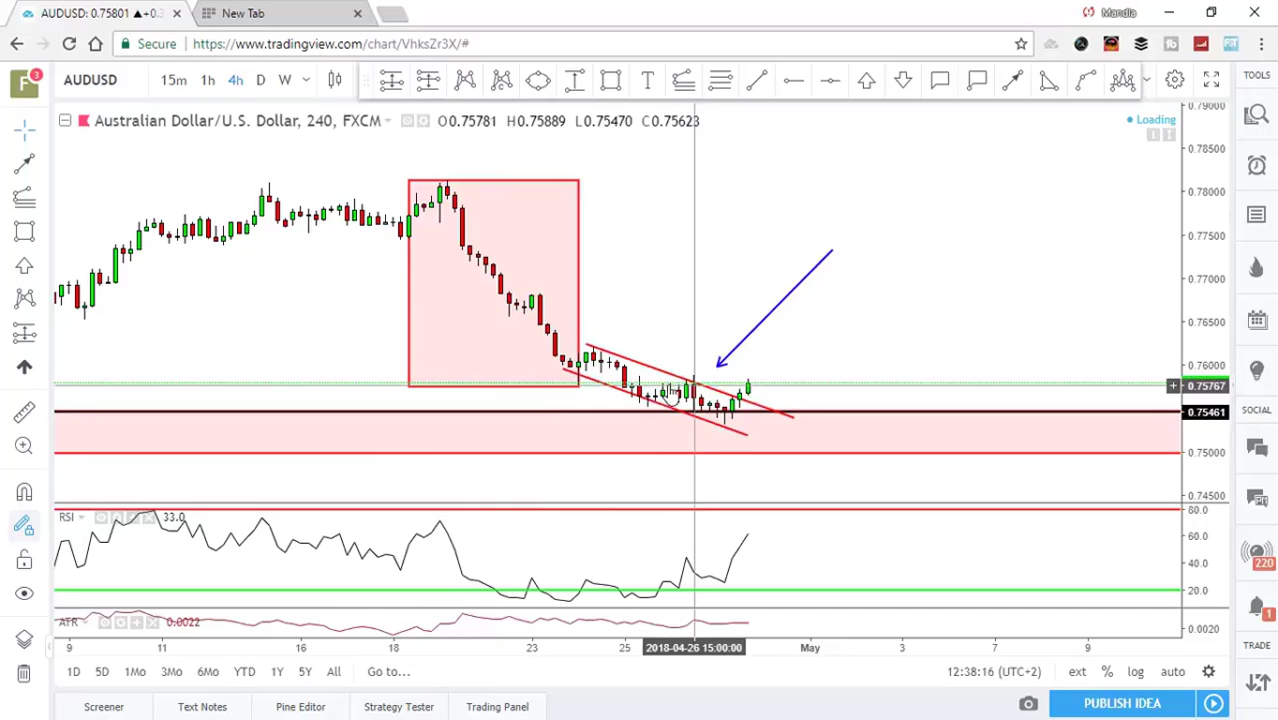 AUDUSD: 0.75801 ▲+0.3
New Tab
Mandla
Secure
https://www.tradingview.com/chart/VhksZr3X/#
3
AUDUSD 15m 1h 4h D W
TOOLS
Australian Dollar/U.S. Dollar, 240, FXCM O0.75781 H0.75889 L0.75470 C0.75623
Loading
0.79000
0.78500
0.78000
0.77500
0.77000
0.76500
0.76000
0.75767
0.75461
0.75000
0.74500
SOCIAL
RSI 33.0
80.0
60.0
40.0
20.0
220
1
ATR 0.0022
0.0020
9 11 16 18 23 25 2018-04-26 15:00:00 May 3 7 9
TRADE
1D 5D 1Mo 3Mo 6Mo YTD 1Y 5Y All Go to...
12:38:16 (UTC+2) ext % log auto
Screener Text Notes Pine Editor Strategy Tester Trading Panel
PUBLISH IDEA